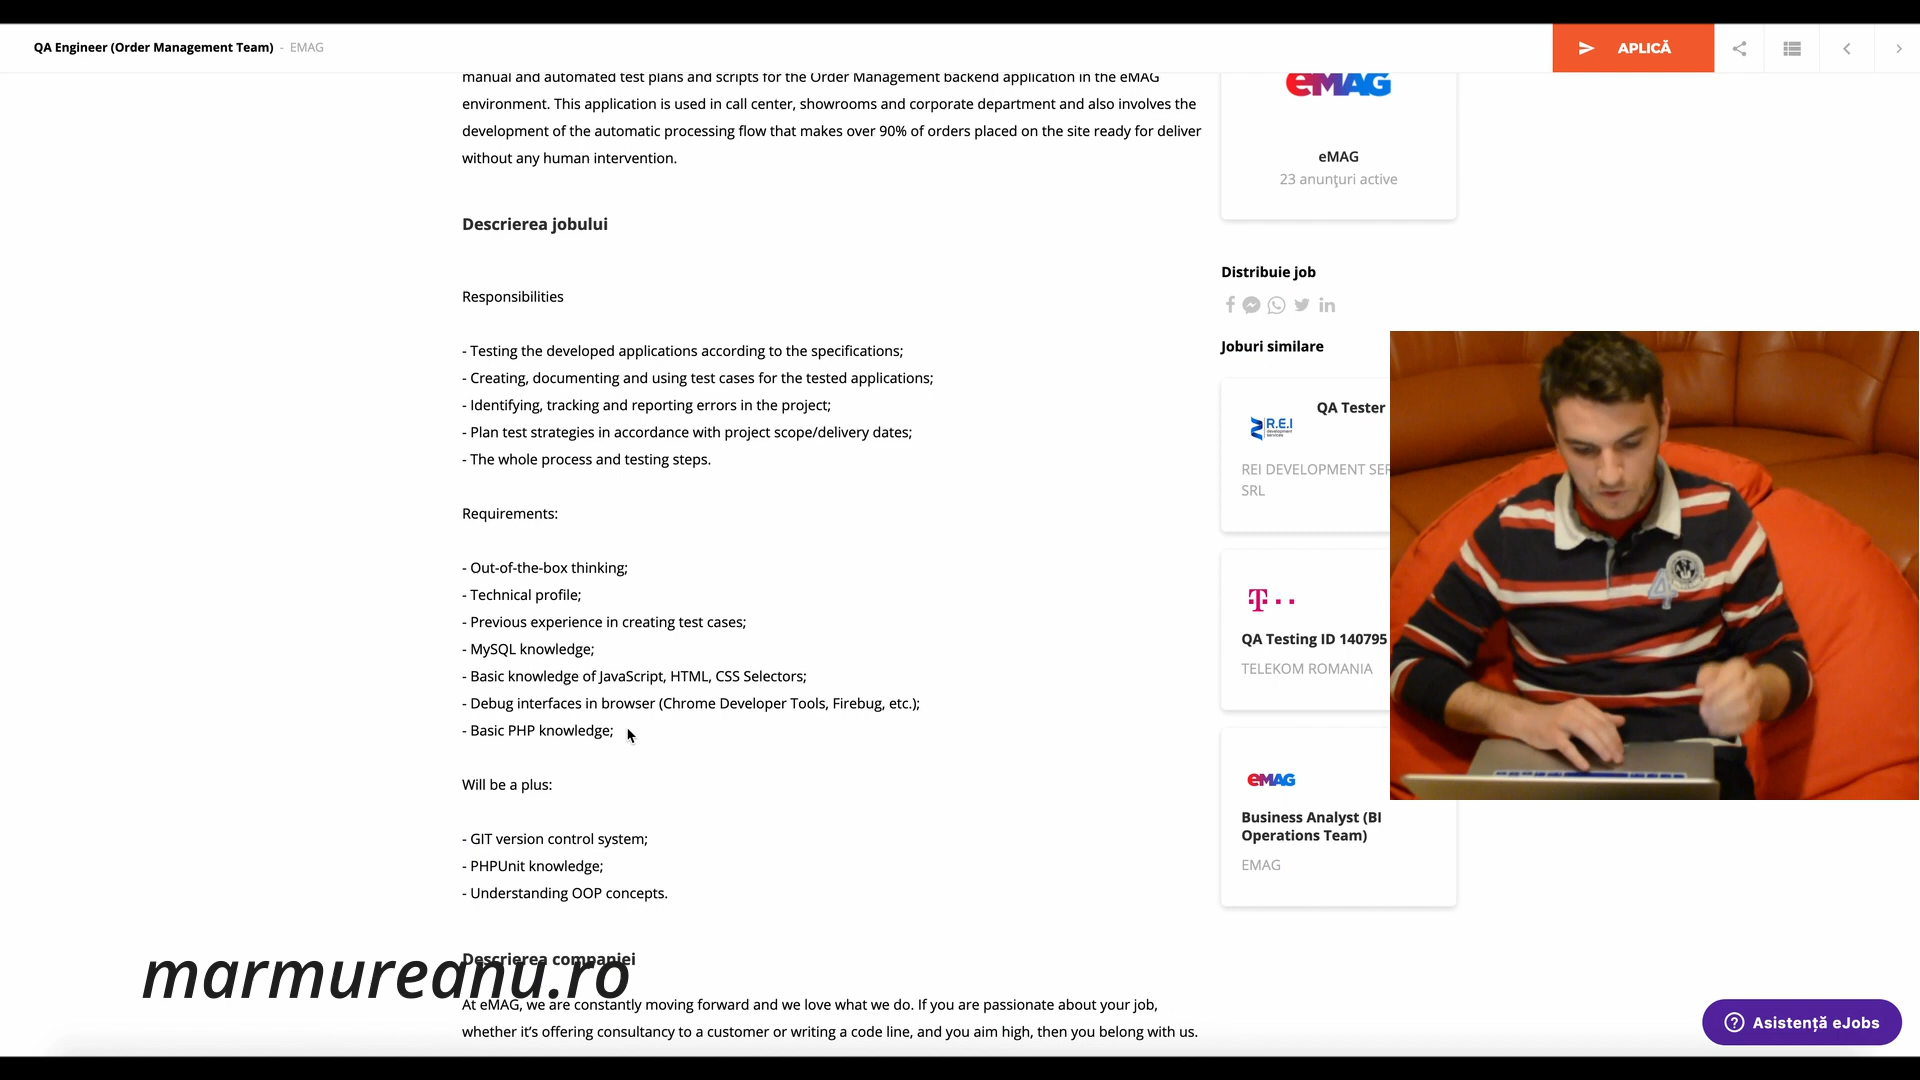 QA Engineer (Order Management Team) - EMAG
APLICĂ
manual and automated test plans and scripts for the Order Management backend application in the eMAG
environment. This application is used in call center, showrooms and corporate department and also involves the
development of the automatic processing flow that makes over 90% of orders placed on the site ready for deliver
without any human intervention.
Descrierea jobului
Responsibilities
- Testing the developed applications according to the specifications;
- Creating, documenting and using test cases for the tested applications;
- Identifying, tracking and reporting errors in the project;
- Plan test strategies in accordance with project scope/delivery dates;
- The whole process and testing steps.
Requirements:
- Out-of-the-box thinking;
- Technical profile;
- Previous experience in creating test cases;
- MySQL knowledge;
- Basic knowledge of JavaScript, HTML, CSS Selectors;
- Debug interfaces in browser (Chrome Developer Tools, Firebug, etc.);
- Basic PHP knowledge;
Will be a plus:
- GIT version control system;
- PHPUnit knowledge;
- Understanding OOP concepts.
Descrierea companiei
At eMAG, we are constantly moving forward and we love what we do. If you are passionate about your job,
whether it’s offering consultancy to a customer or writing a code line, and you aim high, then you belong with us.
eMAG
eMAG
23 anunţuri active
Distribuie job
Joburi similare
R.E.I
development
services
QA Tester
REI DEVELOPMENT SER
SRL
T
QA Testing ID 140795
TELEKOM ROMANIA
eMAG
Business Analyst (BI
Operations Team)
EMAG
4
marmureanu.ro
Asistență eJobs